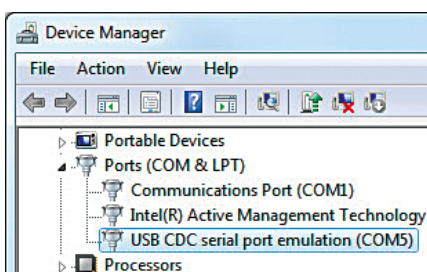 Device Manager
File Action View Help
Portable Devices
Ports (COM & LPT)
Communications Port (COM1)
Intel(R) Active Management Technology
USB CDC serial port emulation (COM5)
Processors